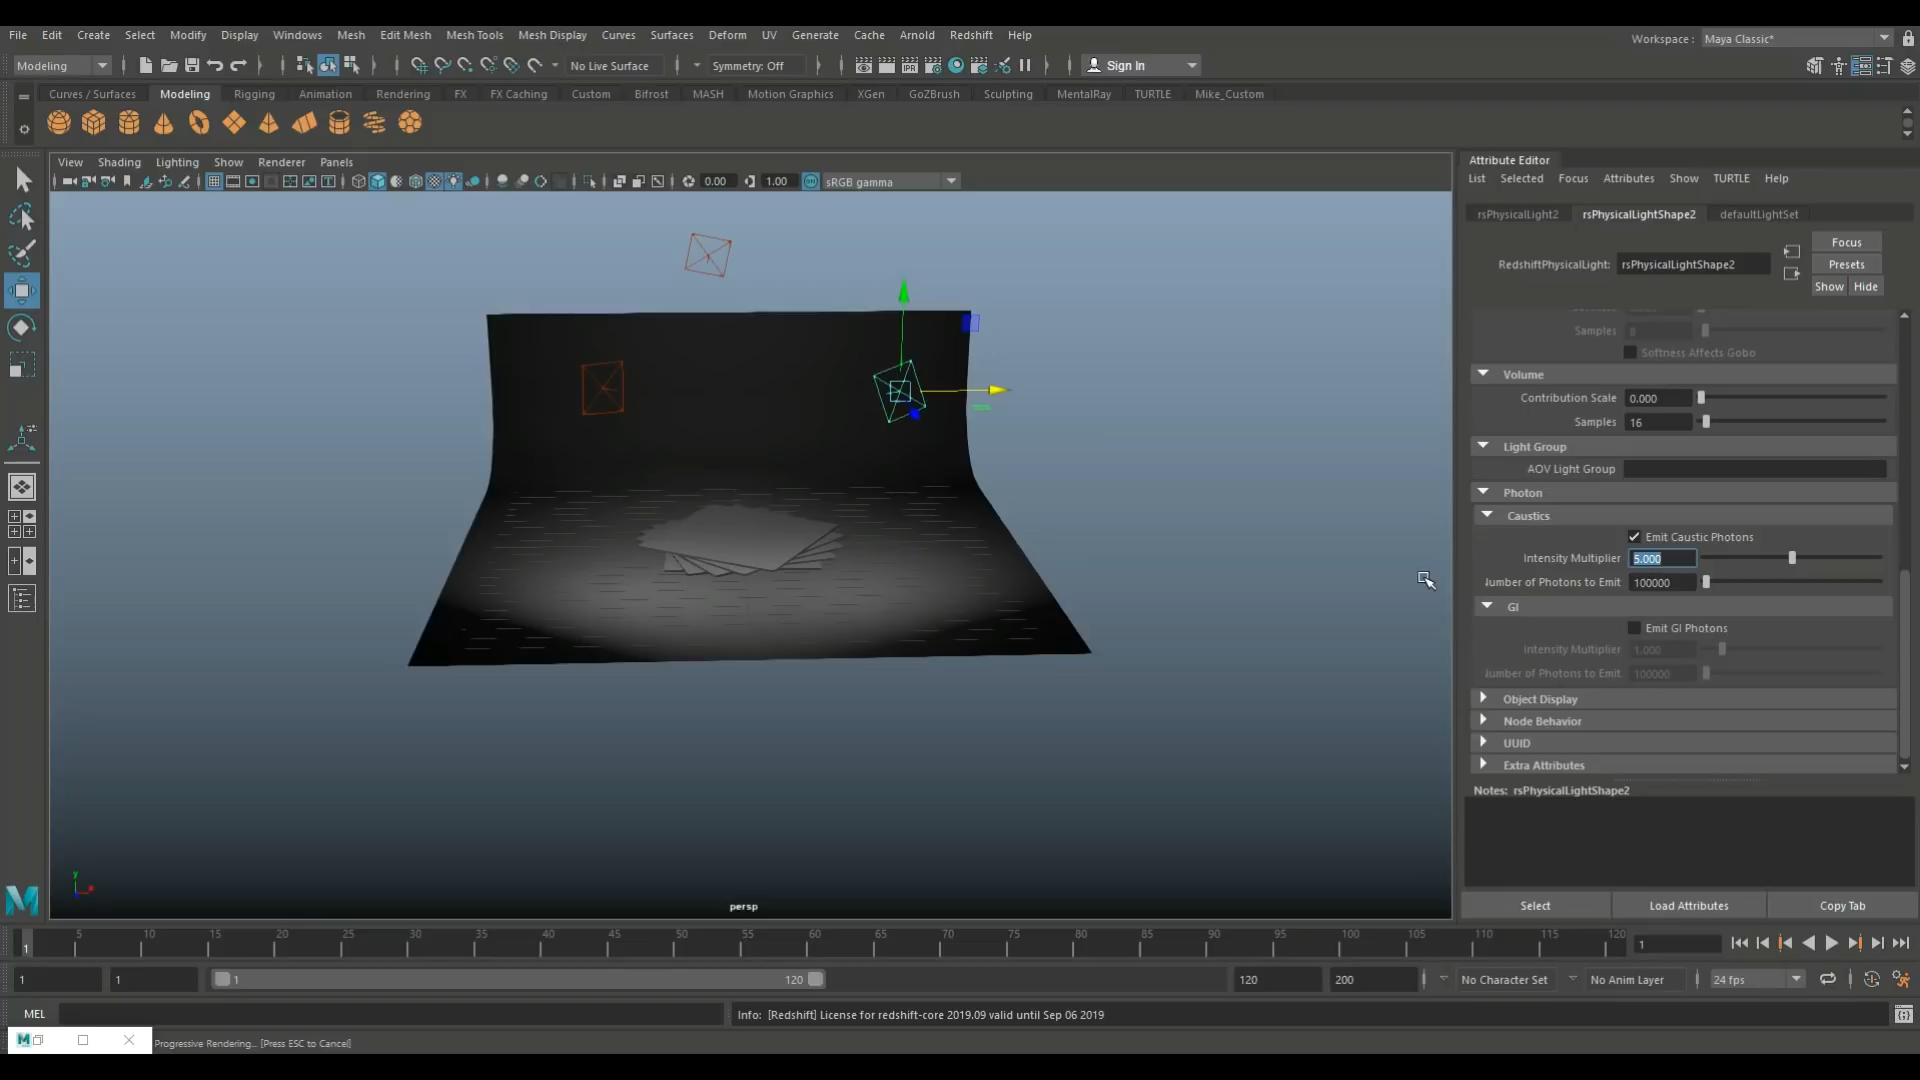 File Edit Create Select Modify Display Windows Mesh Edit Mesh Mesh Tools Mesh Display Curves Surfaces Deform UV Generate Cache Arnold Redshift Help
Workspace : Maya Classic*
Modeling No Live Surface Symmetry: Off Sign In
Curves / Surfaces Modeling Rigging Animation Rendering FX FX Caching Custom Bifrost MASH Motion Graphics XGen GoZBrush Sculpting MentalRay TURTLE Mike_Custom
View Shading Lighting Show Renderer Panels
0.00 1.00 sRGB gamma
Attribute Editor
List Selected Focus Attributes Show TURTLE Help
rsPhysicalLight2 rsPhysicalLightShape2 defaultLightSet
Focus
RedshiftPhysicalLight: rsPhysicalLightShape2 Presets
Show Hide
Samples 8
Softness Affects Gobo
Volume
Contribution Scale 0.000
Samples 16
Light Group
AOV Light Group
Photon
Caustics
Emit Caustic Photons
Intensity Multiplier 5.000
Number of Photons to Emit 100000
GI
Emit GI Photons
Intensity Multiplier 1.000
Number of Photons to Emit 100000
Object Display
Node Behavior
UUID
Extra Attributes
Notes: rsPhysicalLightShape2
Select Load Attributes Copy Tab
y
x
persp
5 10 15 20 25 30 35 40 45 50 55 60 65 70 75 80 85 90 95 100 105 110 115 120
1 1
1 1 1 120 120 200 No Character Set No Anim Layer 24 fps
MEL Info: [Redshift] License for redshift-core 2019.09 valid until Sep 06 2019
Progressive Rendering... [Press ESC to Cancel]